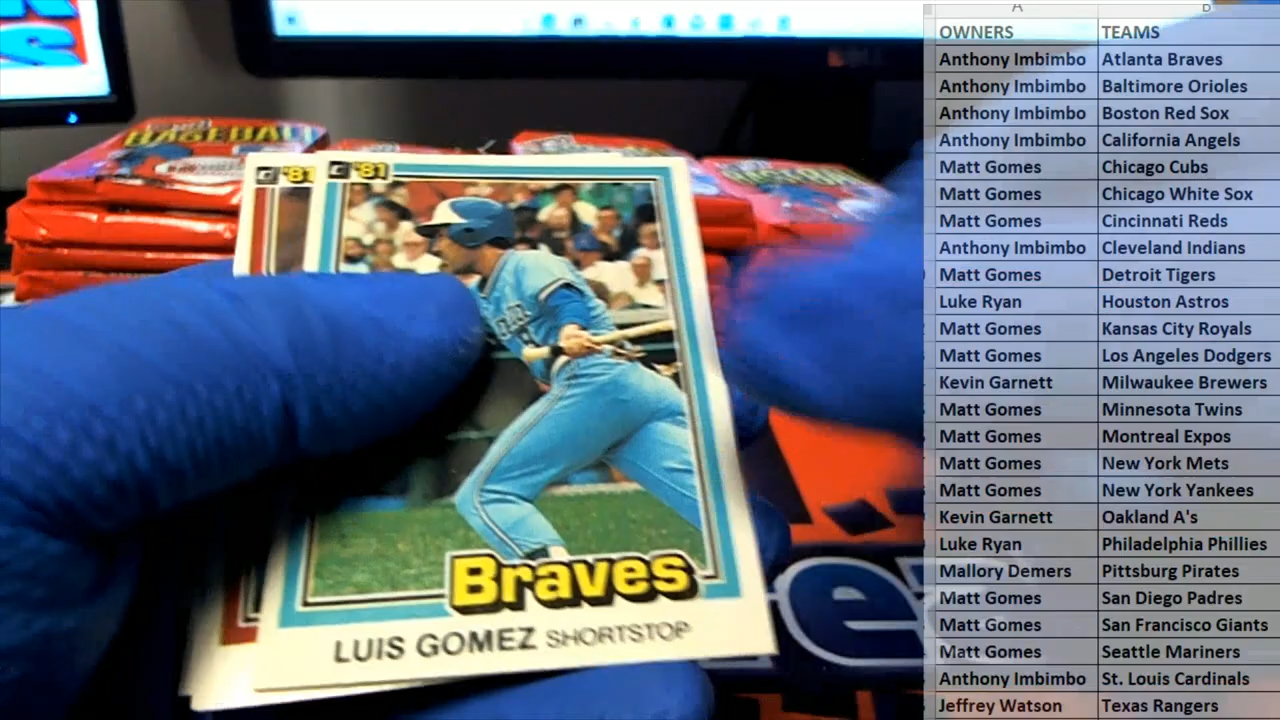 A B
OWNERS TEAMS
Anthony Imbimbo Atlanta Braves
Anthony Imbimbo Baltimore Orioles
Anthony Imbimbo Boston Red Sox
Anthony Imbimbo California Angels
Matt Gomes Chicago Cubs
Matt Gomes Chicago White Sox
Matt Gomes Cincinnati Reds
Anthony Imbimbo Cleveland Indians
Matt Gomes Detroit Tigers
Luke Ryan Houston Astros
Matt Gomes Kansas City Royals
Matt Gomes Los Angeles Dodgers
Kevin Garnett Milwaukee Brewers
Matt Gomes Minnesota Twins
Matt Gomes Montreal Expos
Matt Gomes New York Mets
Matt Gomes New York Yankees
Kevin Garnett Oakland A's
Luke Ryan Philadelphia Phillies
Mallory Demers Pittsburg Pirates
Matt Gomes San Diego Padres
Matt Gomes San Francisco Giants
Matt Gomes Seattle Mariners
Anthony Imbimbo St. Louis Cardinals
Jeffrey Watson Texas Rangers
BASEBALL
'81 '81
Braves
LUIS GOMEZ SHORTSTOP